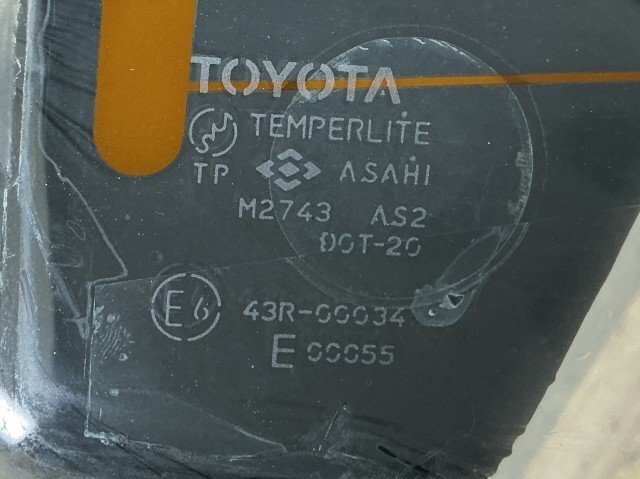 TOYOTA
TEMPERLITE
TP ASAHI
M2743 AS2
DOT-20
E6 43R-00034
E 00055